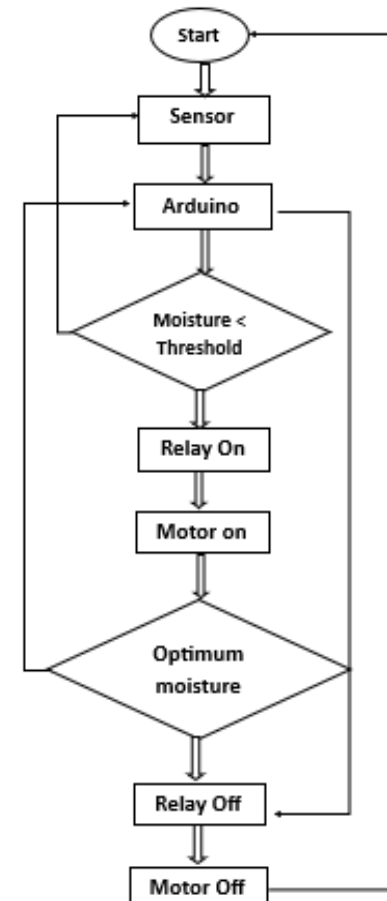 Start
Sensor
Arduino
Moisture <
Threshold
Relay On
Motor on
Optimum
moisture
Relay Off
Motor Off